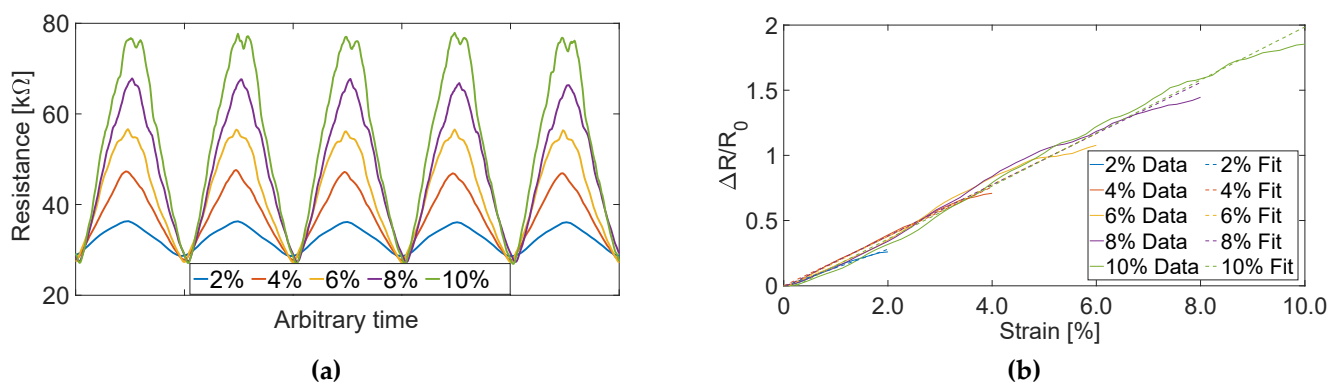 80
60
40
20
Resistance [kΩ]
2% 4% 6% 8% 10%
Arbitrary time
(a)
2
1.5
1
0.5
0
ΔR/R0
2% Data 2% Fit
4% Data 4% Fit
6% Data 6% Fit
8% Data 8% Fit
10% Data 10% Fit
0 2.0 4.0 6.0 8.0 10.0
Strain [%]
(b)